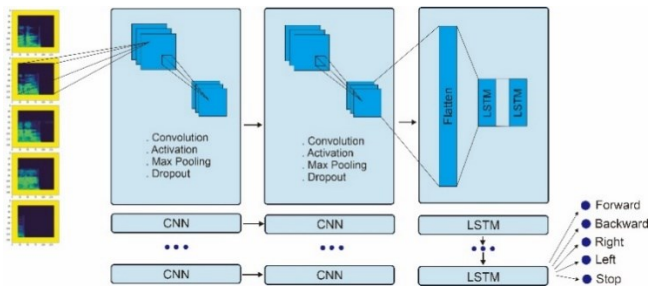 . Convolution
. Activation
. Max Pooling
. Dropout
. Convolution
. Activation
. Max Pooling
. Dropout
Flatten
LSTM
LSTM
CNN
CNN
LSTM
CNN
CNN
LSTM
Forward
Backward
Right
Left
Stop